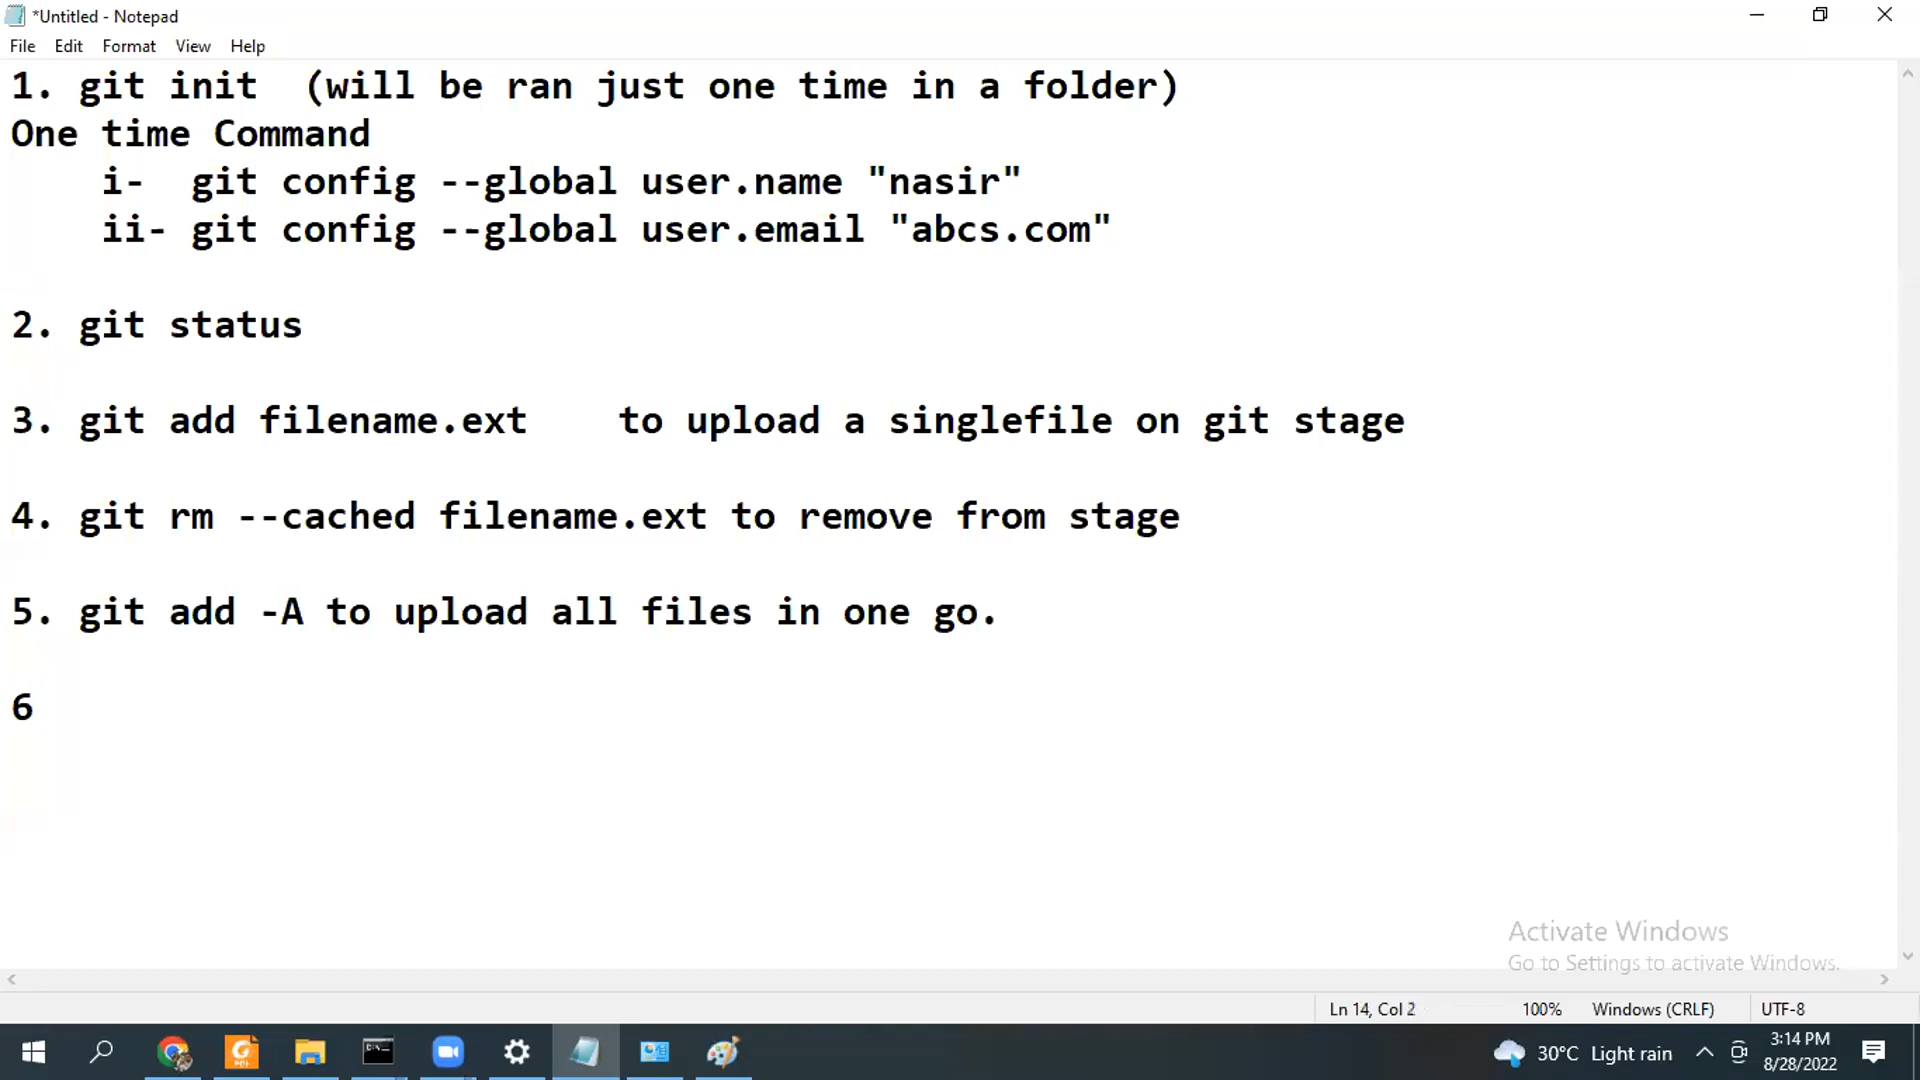 *Untitled - Notepad
File Edit Format View Help
1. git init  (will be ran just one time in a folder)
One time Command
    i-  git config --global user.name "nasir"
    ii- git config --global user.email "abcs.com"
2. git status
3. git add filename.ext    to upload a singlefile on git stage
4. git rm --cached filename.ext to remove from stage
5. git add -A to upload all files in one go.
6
Activate Windows
Go to Settings to activate Windows.
Ln 14, Col 2 100% Windows (CRLF) UTF-8
30°C Light rain
3:14 PM
8/28/2022